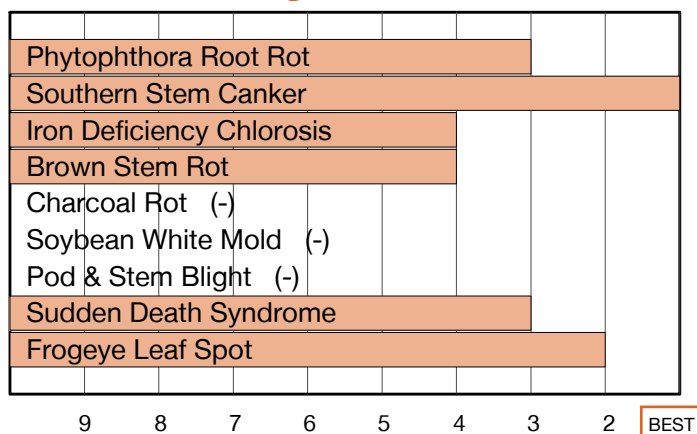 Phytophthora Root Rot
Southern Stem Canker
Iron Deficiency Chlorosis
Brown Stem Rot
Charcoal Rot (-)
Soybean White Mold (-)
Pod & Stem Blight (-)
Sudden Death Syndrome
Frogeye Leaf Spot
9 8 7 6 5 4 3 2 BEST